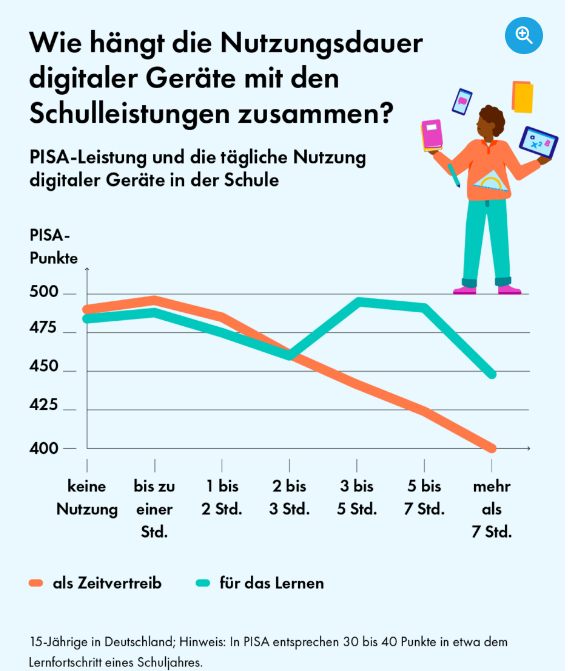 Wie hängt die Nutzungsdauer
digitaler Geräte mit den
Schulleistungen zusammen?
PISA-Leistung und die tägliche Nutzung
digitaler Geräte in der Schule
PISA-
Punkte
500
475
450
425
400
keine
Nutzung
bis zu
einer
Std.
1 bis
2 Std.
2 bis
3 Std.
3 bis
5 Std.
5 bis
7 Std.
mehr
als
7 Std.
als Zeitvertreib
für das Lernen
15-Jährige in Deutschland; Hinweis: In PISA entsprechen 30 bis 40 Punkte in etwa dem
Lernfortschritt eines Schuljahres.